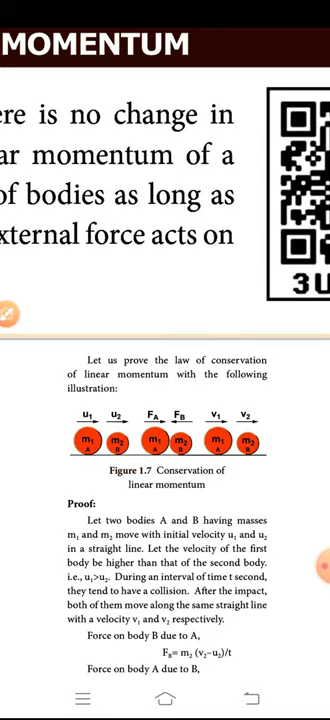 MOMENTUM
ere is no change in
ar momentum of a
of bodies as long as
xternal force acts on
3U
Let us prove the law of conservation
of linear momentum with the following
illustration:
u₁ u₂ F_A F_B v₁ v₂
m₁ m₂ m₁ m₂ m₁ m₂
A B A B A B
Figure 1.7 Conservation of
linear momentum
Proof:
Let two bodies A and B having masses
m₁ and m₂ move with initial velocity u₁ and u₂
in a straight line. Let the velocity of the first
body be higher than that of the second body.
i.e., u₁>u₂. During an interval of time t second,
they tend to have a collision. After the impact,
both of them move along the same straight line
with a velocity v₁ and v₂ respectively.
Force on body B due to A,
F_B= m₂ (v₂–u₂)/t
Force on body A due to B,